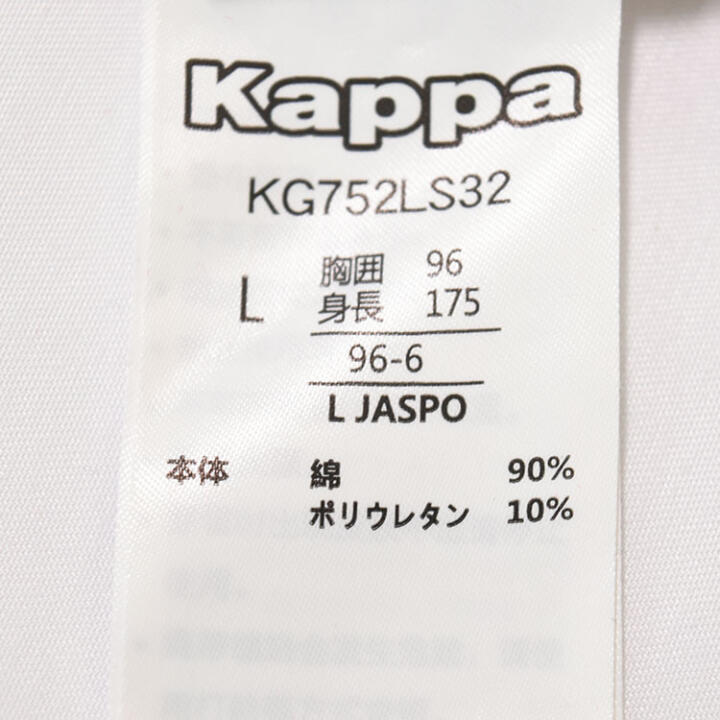 Kappa
KG752LS32
L 胸囲 96
身長 175
96-6
L JASPO
本体 綿 90%
ポリウレタン 10%